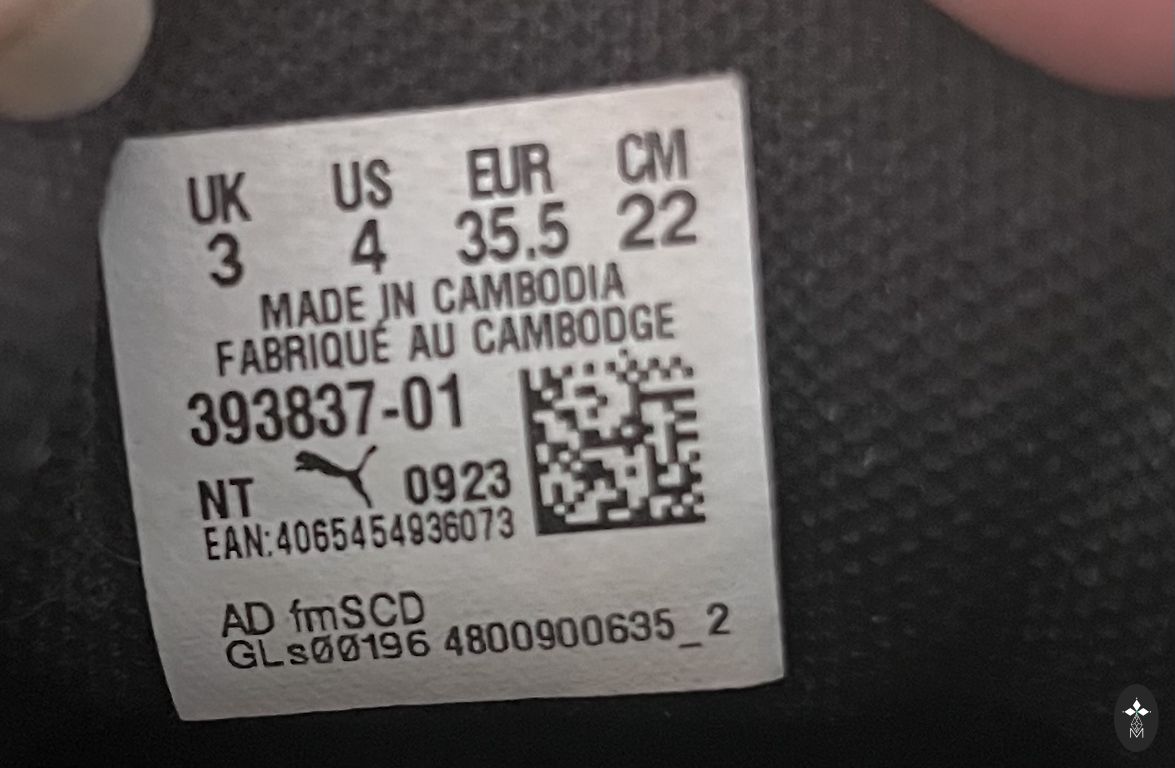 UK US EUR CM
3 4 35.5 22
MADE IN CAMBODIA
FABRIQUÉ AU CAMBODGE
393837-01
NT 0923
EAN:4065454936073
AD fmSCD
GLs00196 4800900635_2
M